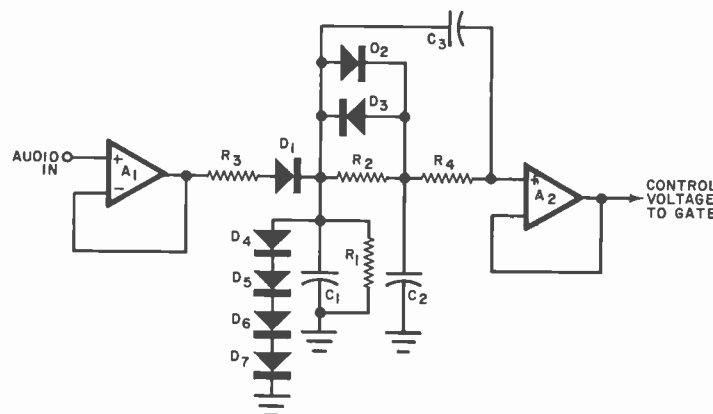 C3
O2
D3
AUDIO
IN
+
A1
-
R3
D1
R2
R4
+
A2
CONTROL
VOLTAGE
TO GATE
D4
D5
D6
D7
C1
R1
C2